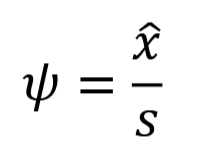 ψ = x̂ / s